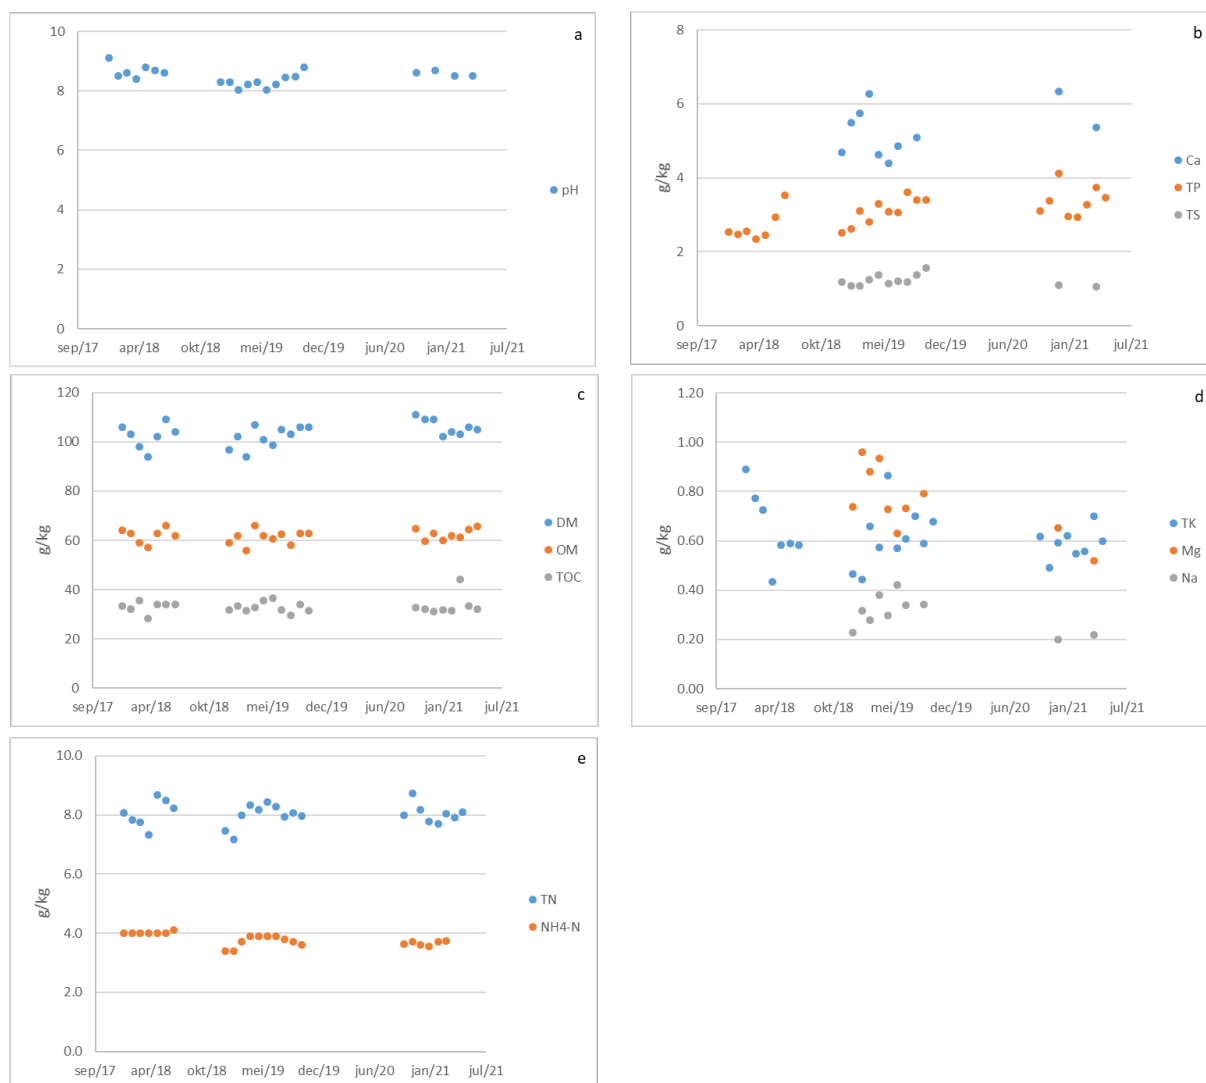 a
10
8
6
4
2
0
sep/17 apr/18 okt/18 mei/19 dec/19 jun/20 jan/21 jul/21
pH
b
8
6
4
2
0
g/kg
sep/17 apr/18 okt/18 mei/19 dec/19 jun/20 jan/21 jul/21
Ca
TP
TS
c
120
100
80
60
40
20
0
g/kg
sep/17 apr/18 okt/18 mei/19 dec/19 jun/20 jan/21 jul/21
DM
OM
TOC
d
1.20
1.00
0.80
0.60
0.40
0.20
0.00
g/kg
sep/17 apr/18 okt/18 mei/19 dec/19 jun/20 jan/21 jul/21
TK
Mg
Na
e
10.0
8.0
6.0
4.0
2.0
0.0
g/kg
sep/17 apr/18 okt/18 mei/19 dec/19 jun/20 jan/21 jul/21
TN
NH4-N